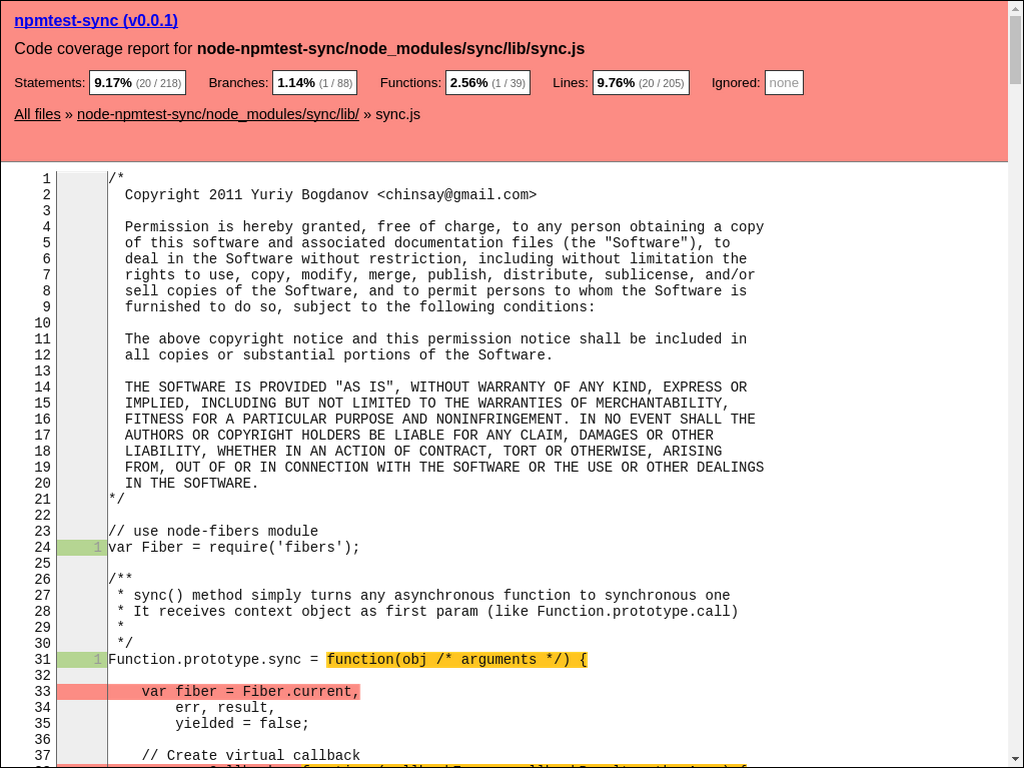 npmtest-sync (v0.0.1)
Code coverage report for node-npmtest-sync/node_modules/sync/lib/sync.js
Statements: 9.17% (20 / 218) Branches: 1.14% (1 / 88) Functions: 2.56% (1 / 39) Lines: 9.76% (20 / 205) Ignored: none
All files » node-npmtest-sync/node_modules/sync/lib/ » sync.js
1 /*
2 Copyright 2011 Yuriy Bogdanov <chinsay@gmail.com>
3
4 Permission is hereby granted, free of charge, to any person obtaining a copy
5 of this software and associated documentation files (the "Software"), to
6 deal in the Software without restriction, including without limitation the
7 rights to use, copy, modify, merge, publish, distribute, sublicense, and/or
8 sell copies of the Software, and to permit persons to whom the Software is
9 furnished to do so, subject to the following conditions:
10
11 The above copyright notice and this permission notice shall be included in
12 all copies or substantial portions of the Software.
13
14 THE SOFTWARE IS PROVIDED "AS IS", WITHOUT WARRANTY OF ANY KIND, EXPRESS OR
15 IMPLIED, INCLUDING BUT NOT LIMITED TO THE WARRANTIES OF MERCHANTABILITY,
16 FITNESS FOR A PARTICULAR PURPOSE AND NONINFRINGEMENT. IN NO EVENT SHALL THE
17 AUTHORS OR COPYRIGHT HOLDERS BE LIABLE FOR ANY CLAIM, DAMAGES OR OTHER
18 LIABILITY, WHETHER IN AN ACTION OF CONTRACT, TORT OR OTHERWISE, ARISING
19 FROM, OUT OF OR IN CONNECTION WITH THE SOFTWARE OR THE USE OR OTHER DEALINGS
20 IN THE SOFTWARE.
21 */
22
23 // use node-fibers module
24 1 var Fiber = require('fibers');
25
26 /**
27 * sync() method simply turns any asynchronous function to synchronous one
28 * It receives context object as first param (like Function.prototype.call)
29 *
30 */
31 1 Function.prototype.sync = function(obj /* arguments */) {
32
33 var fiber = Fiber.current,
34 err, result,
35 yielded = false;
36
37 // Create virtual callback